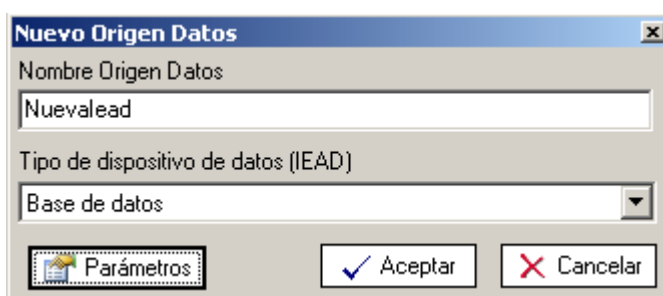 Nuevo Origen Datos
Nombre Origen Datos
Nuevalead
Tipo de dispositivo de datos (IEAD)
Base de datos
Parámetros Aceptar Cancelar